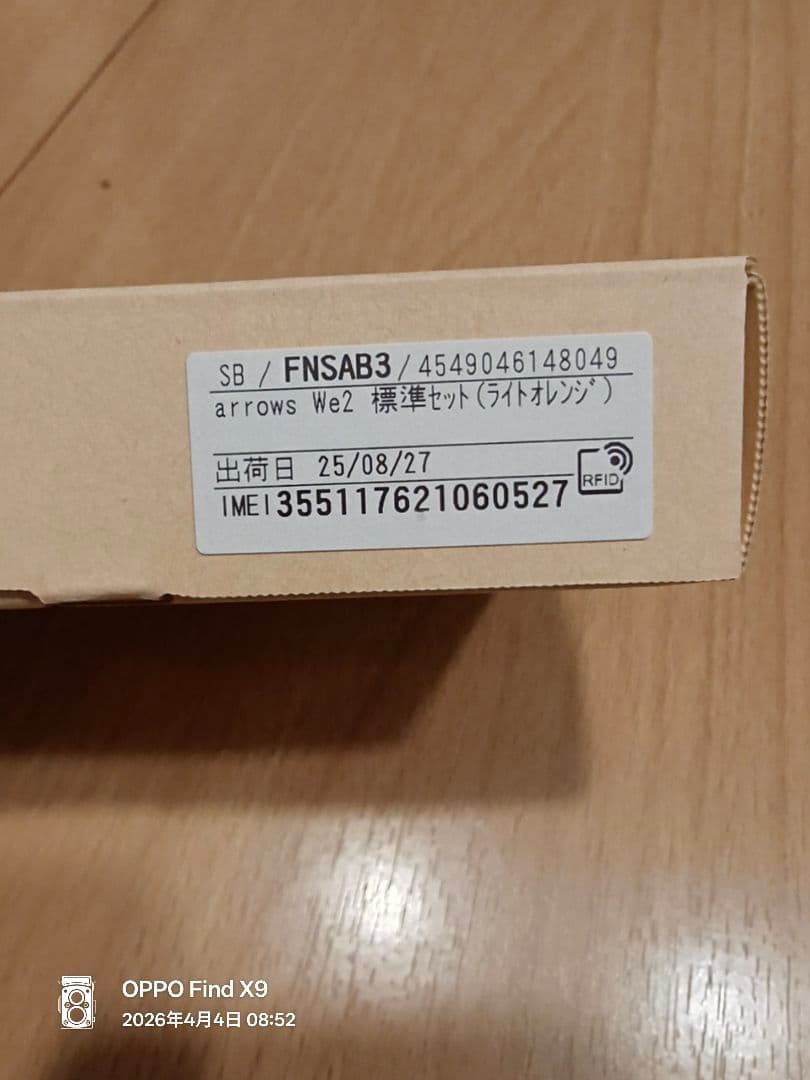 SB / FNSAB3 / 4549046148049
arrows We2 標準ｾｯﾄ(ﾗｲﾄｵﾚﾝｼﾞ)
出荷日 25/08/27
RFID
IMEI355117621060527
OPPO Find X9
2026年4月4日 08:52